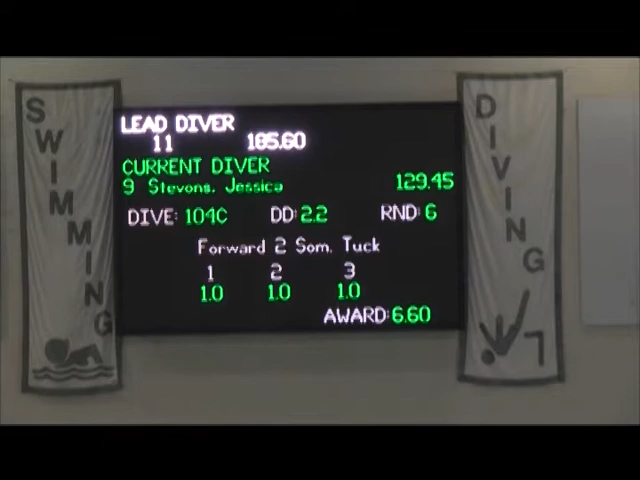 SWIMMING
LEAD DIVER
11 185.60
CURRENT DIVER
9 Stevons, Jessica 129.45
DIVE: 104C DD: 2.2 RND: 6
Forward 2 Som. Tuck
1 2 3
1.0 1.0 1.0
AWARD: 6.60
DIVING